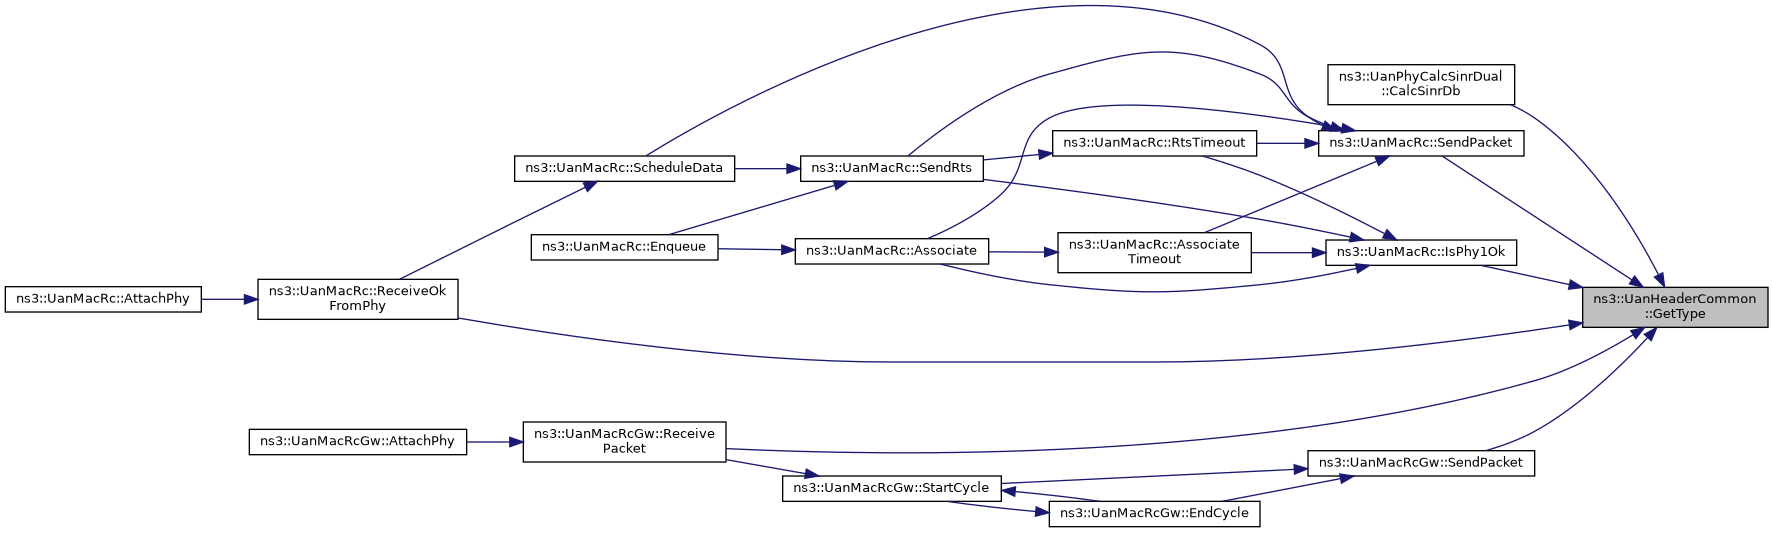 ns3::UanPhyCalcSinrDual
::CalcSinrDb
ns3::UanMacRc::SendPacket
ns3::UanMacRc::RtsTimeout
ns3::UanMacRc::ScheduleData
ns3::UanMacRc::SendRts
ns3::UanMacRc::Enqueue
ns3::UanMacRc::Associate
ns3::UanMacRc::Associate
Timeout
ns3::UanMacRc::IsPhy1Ok
ns3::UanMacRc::AttachPhy
ns3::UanMacRc::ReceiveOk
FromPhy
ns3::UanHeaderCommon
::GetType
ns3::UanMacRcGw::AttachPhy
ns3::UanMacRcGw::Receive
Packet
ns3::UanMacRcGw::SendPacket
ns3::UanMacRcGw::StartCycle
ns3::UanMacRcGw::EndCycle